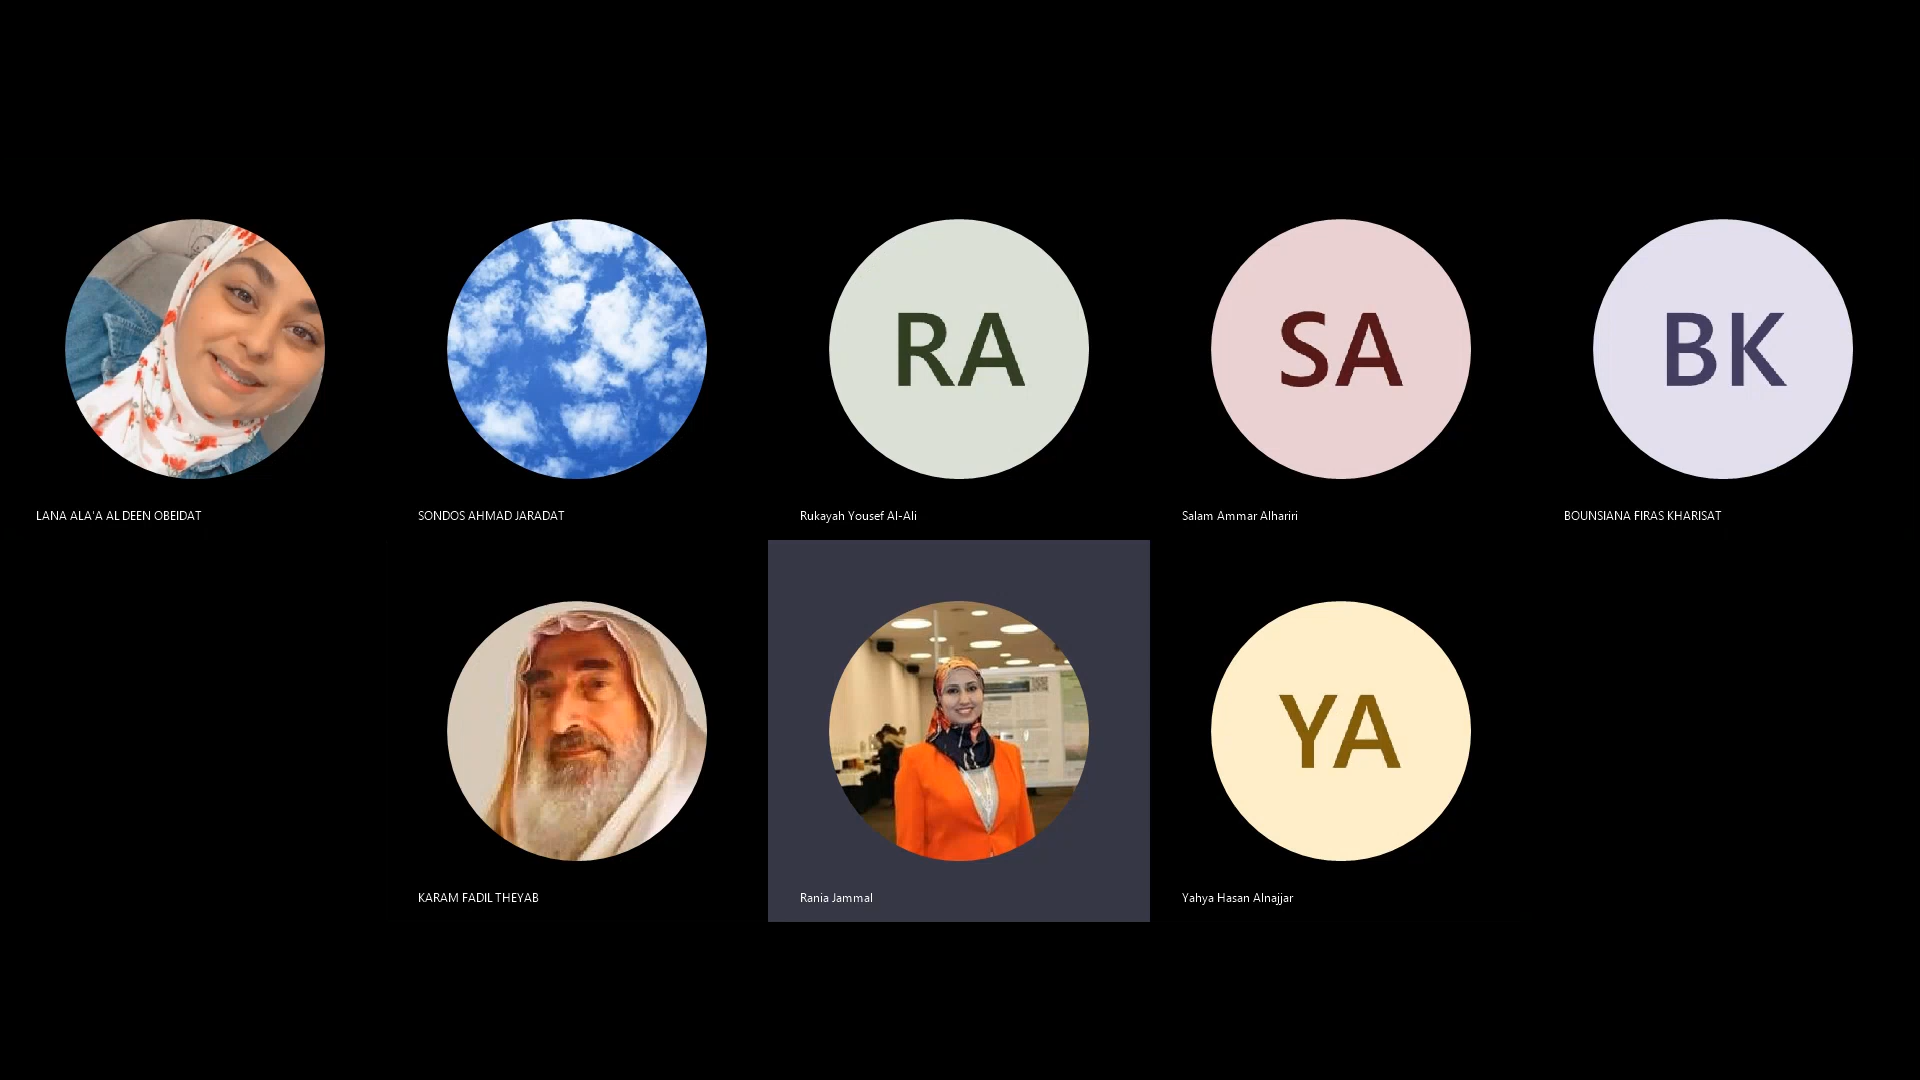 RA
SA
BK
LANA ALA'A AL DEEN OBEIDAT
SONDOS AHMAD JARADAT
Rukayah Yousef Al-Ali
Salam Ammar Alhariri
BOUNSIANA FIRAS KHARISAT
YA
KARAM FADIL THEYAB
Rania Jammal
Yahya Hasan Alnajjar